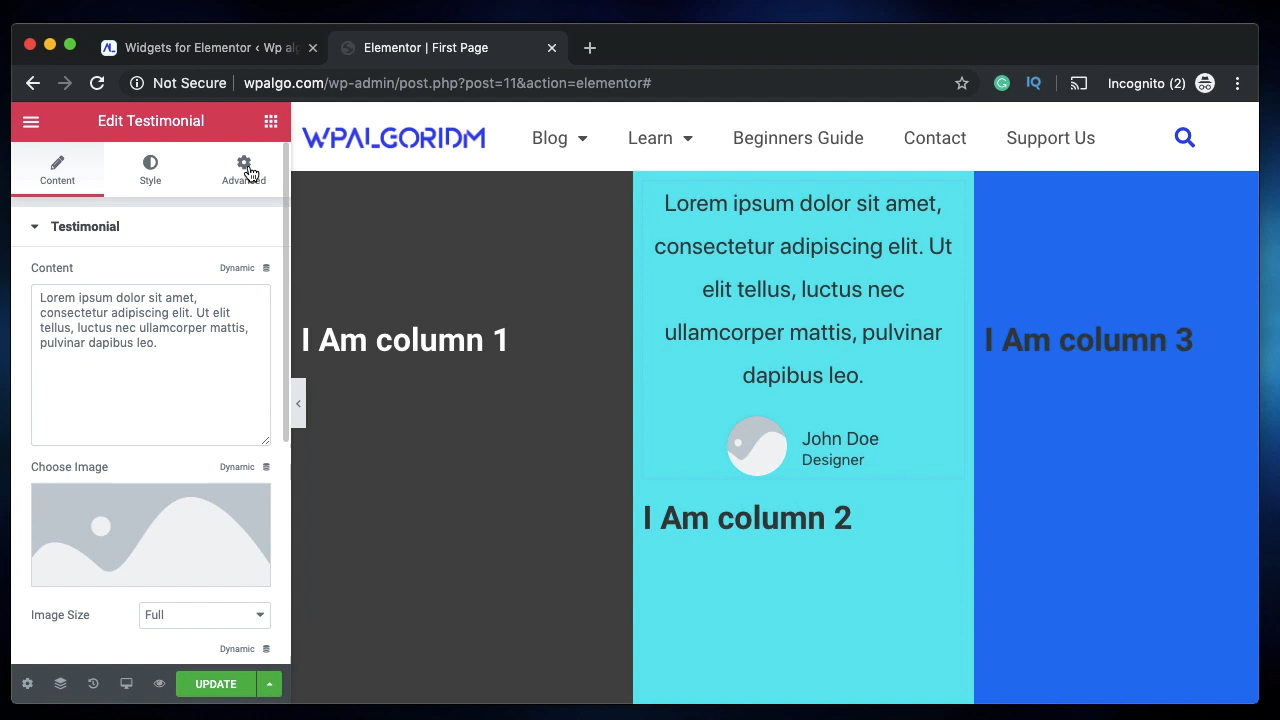 Widgets for Elementor ‹ Wp al
Elementor | First Page
Not Secure
wpalgo.com/wp-admin/post.php?post=11&action=elementor#
Incognito (2)
Edit Testimonial
Content
Style
Advanced
Testimonial
Content
Dynamic
Lorem ipsum dolor sit amet,
consectetur adipiscing elit. Ut elit
tellus, luctus nec ullamcorper mattis,
pulvinar dapibus leo.
Choose Image
Dynamic
Image Size
Full
Dynamic
UPDATE
WPALGORIDM
Blog
Learn
Beginners Guide
Contact
Support Us
I Am column 1
Lorem ipsum dolor sit amet,
consectetur adipiscing elit. Ut
elit tellus, luctus nec
ullamcorper mattis, pulvinar
dapibus leo.
John Doe
Designer
I Am column 2
I Am column 3